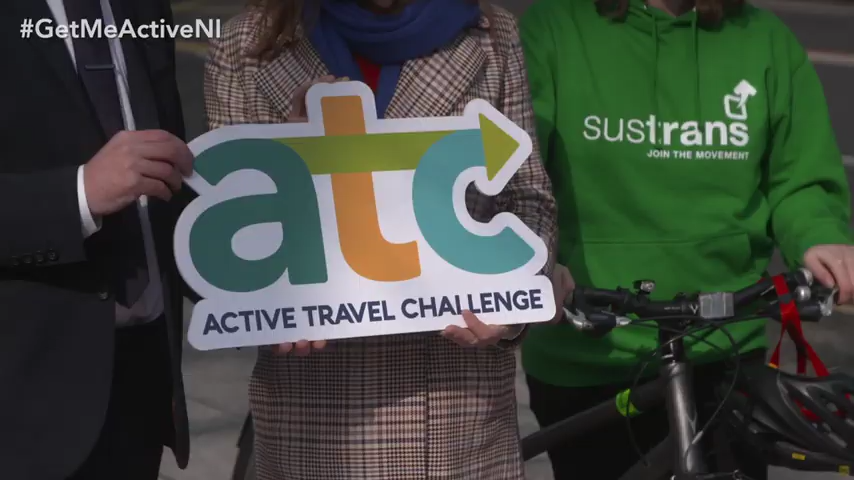 #GetMeActiveNI
atc
ACTIVE TRAVEL CHALLENGE
sustrans
JOIN THE MOVEMENT